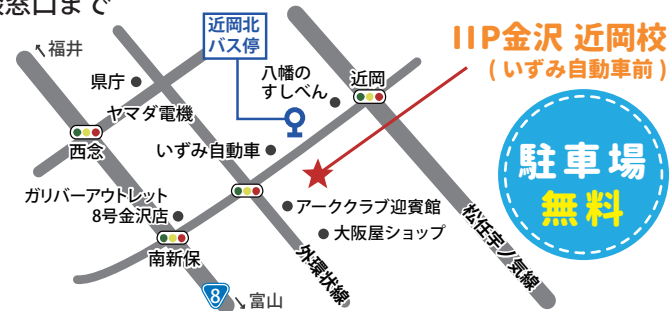 窓口まで
近岡北
バス停
IIP金沢 近岡校
(いずみ自動車前)
↖福井
県庁
ヤマダ電機
八幡の
すしべん
近岡
西念
いずみ自動車
駐車場
無料
ガリバーアウトレット
8号金沢店
アーククラブ迎賓館
大阪屋ショップ
南新保
外環状線
松任宇ノ気線
8
↘富山